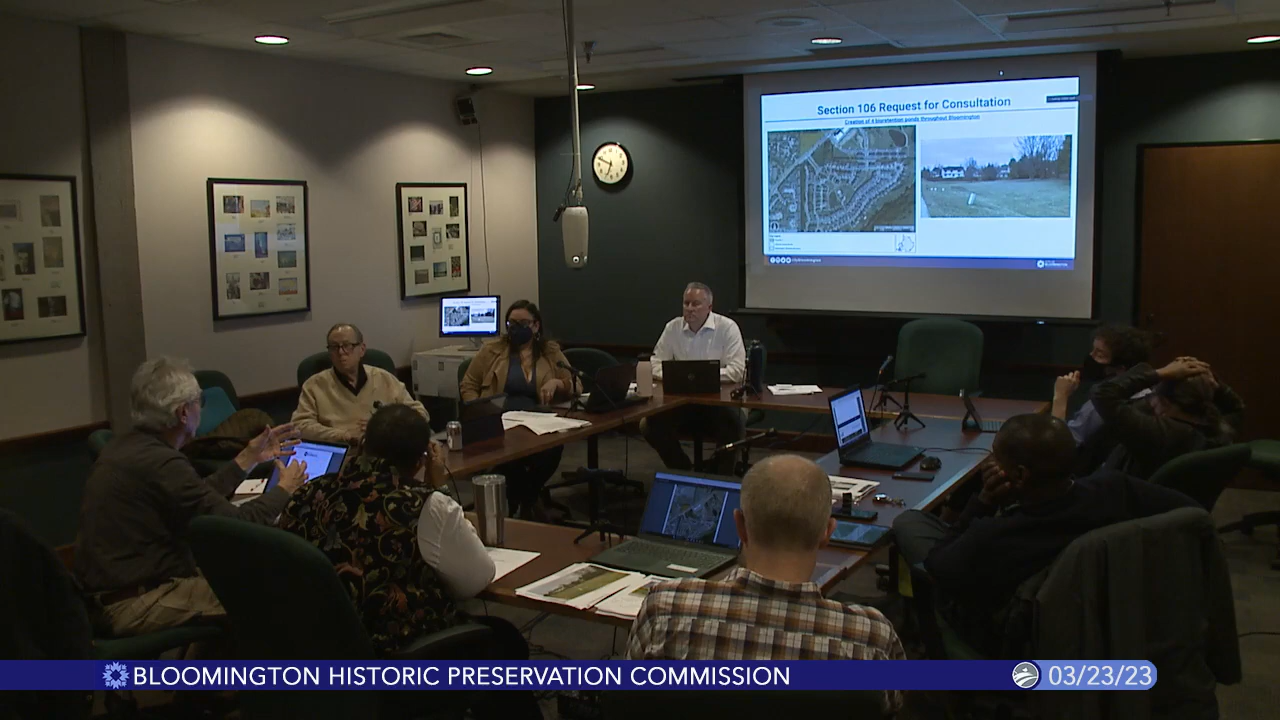 Section 106 Request for Consultation
Creation of 4 bioretention ponds throughout Bloomington
BLOOMINGTON
BLOOMINGTON HISTORIC PRESERVATION COMMISSION
03/23/23